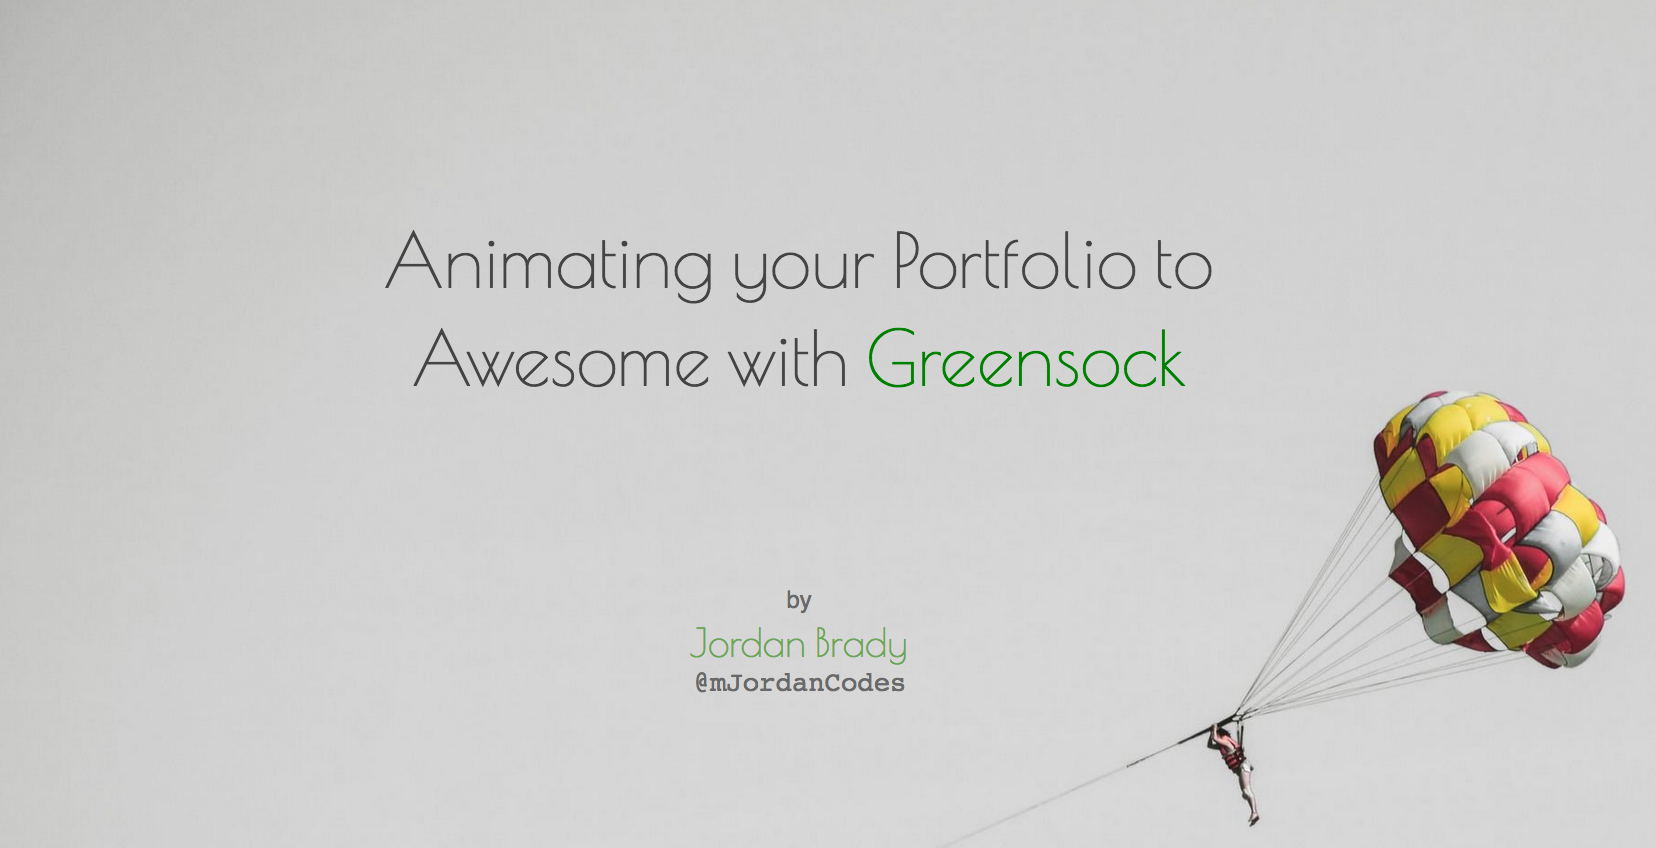 Animating your Portfolio to
Awesome with Greensock
by
Jordan Brady
@mJordanCodes